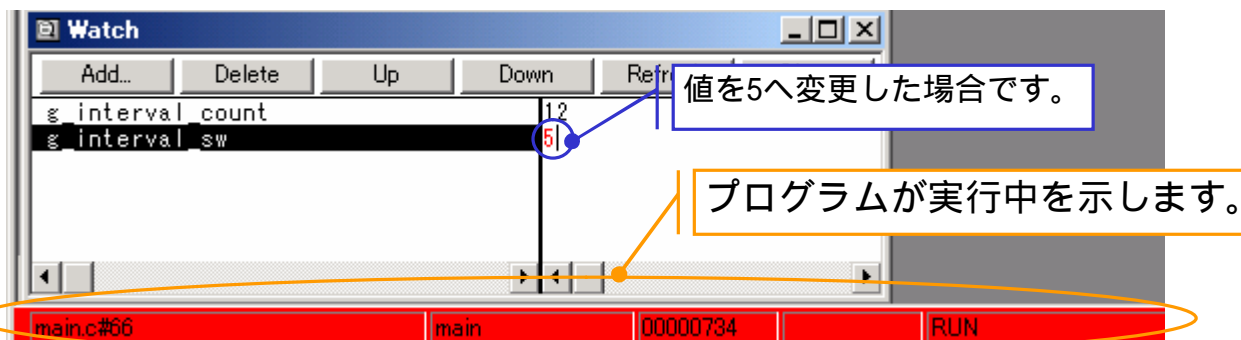 Watch
Add... Delete Up Down Refre
値を5へ変更した場合です。
g_interval_count 12
g_interval_sw 5
プログラムが実行中を示します。
main.c#66 main 00000734 RUN